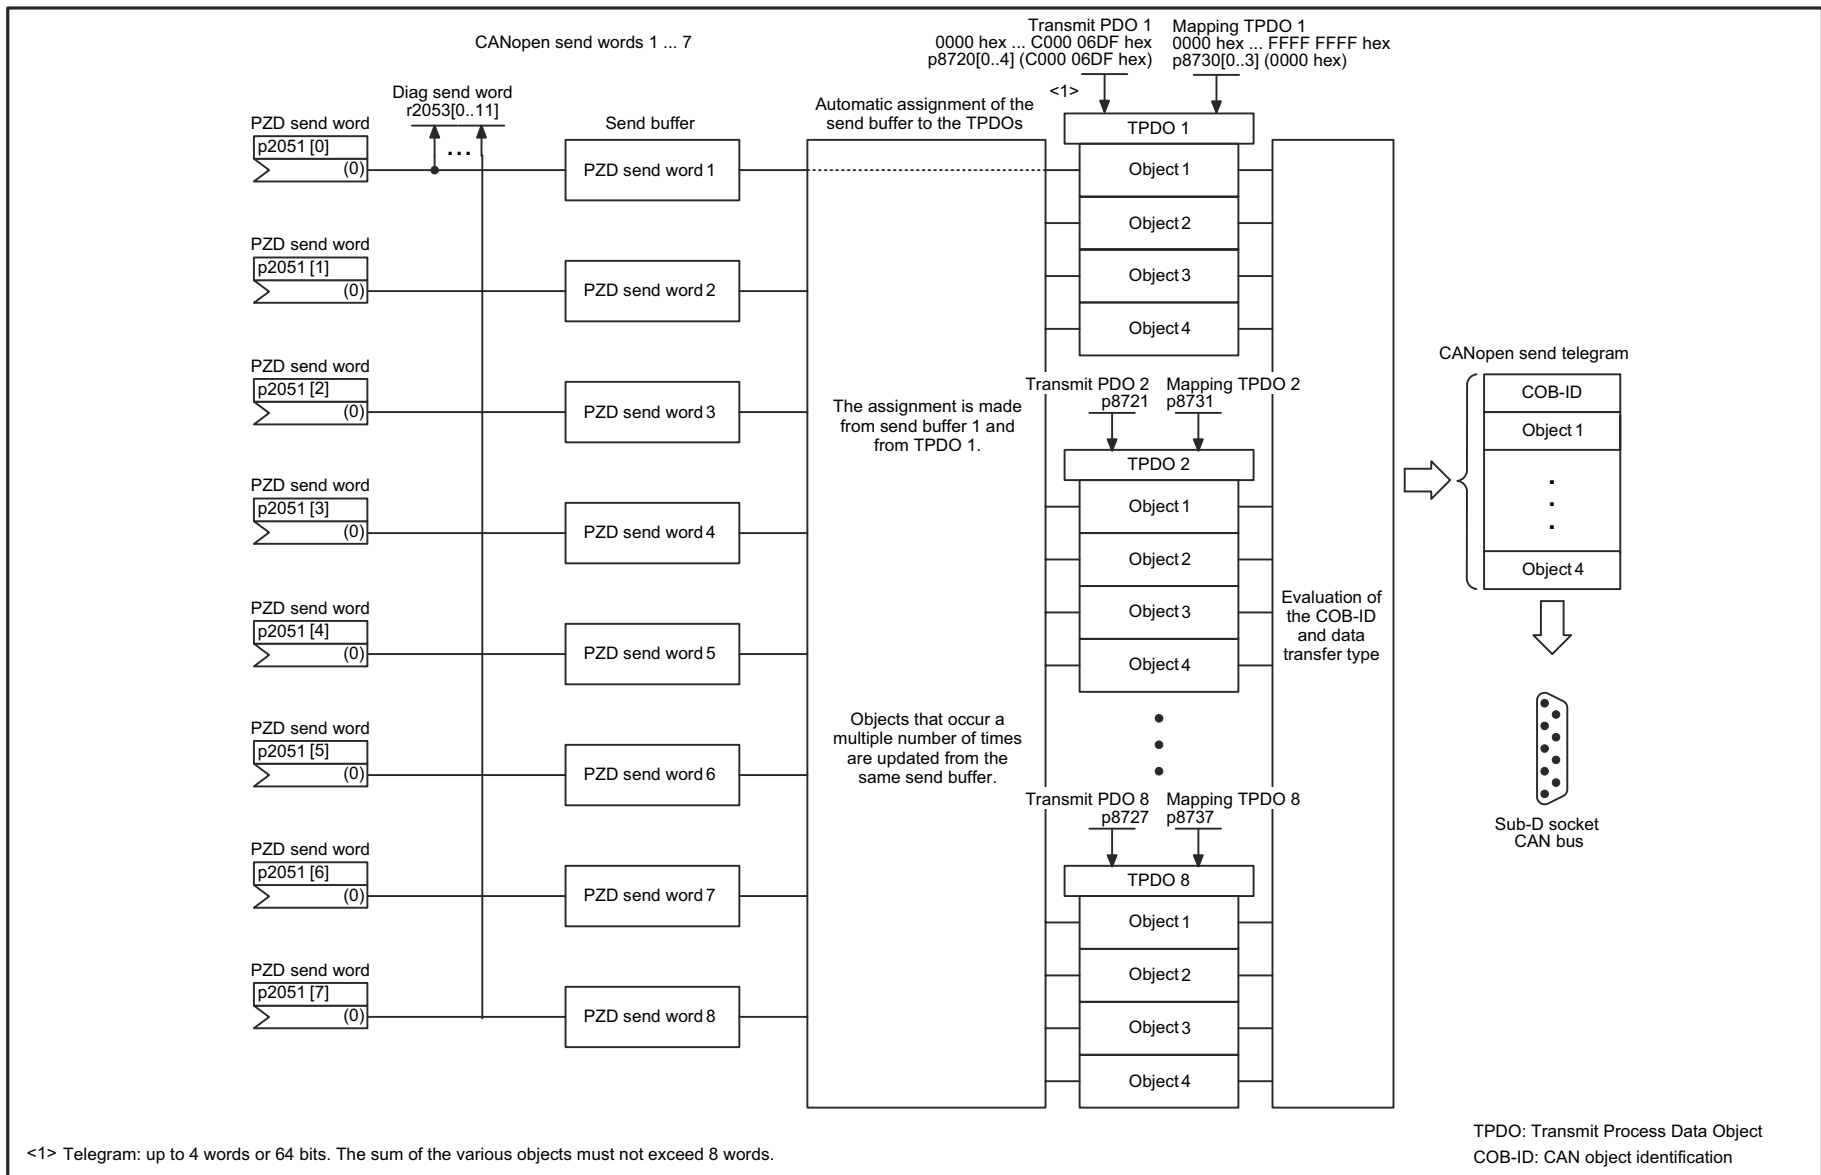 CANopen send words 1 ... 7
Transmit PDO 1
0000 hex ... C000 06DF hex
p8720[0..4] (C000 06DF hex)
Mapping TPDO 1
0000 hex ... FFFF FFFF hex
p8730[0..3] (0000 hex)
<1>
Diag send word
r2053[0..11]
...
PZD send word
p2051 [0]
(0)
Send buffer
PZD send word 1
Automatic assignment of the
send buffer to the TPDOs
TPDO 1
Object 1
Object 2
Object 3
Object 4
PZD send word
p2051 [1]
(0)
PZD send word 2
PZD send word
p2051 [2]
(0)
PZD send word 3
The assignment is made
from send buffer 1 and
from TPDO 1.
Transmit PDO 2
p8721
Mapping TPDO 2
p8731
TPDO 2
Object 1
Object 2
Object 3
Object 4
PZD send word
p2051 [3]
(0)
PZD send word 4
PZD send word
p2051 [4]
(0)
PZD send word 5
Evaluation of
the COB-ID
and data
transfer type
CANopen send telegram
COB-ID
Object 1
.
.
.
Object 4
Sub-D socket
CAN bus
PZD send word
p2051 [5]
(0)
PZD send word 6
Objects that occur a
multiple number of times
are updated from the
same send buffer.
Transmit PDO 8
p8727
Mapping TPDO 8
p8737
TPDO 8
Object 1
Object 2
Object 3
Object 4
PZD send word
p2051 [6]
(0)
PZD send word 7
PZD send word
p2051 [7]
(0)
PZD send word 8
<1> Telegram: up to 4 words or 64 bits. The sum of the various objects must not exceed 8 words.
TPDO: Transmit Process Data Object
COB-ID: CAN object identification